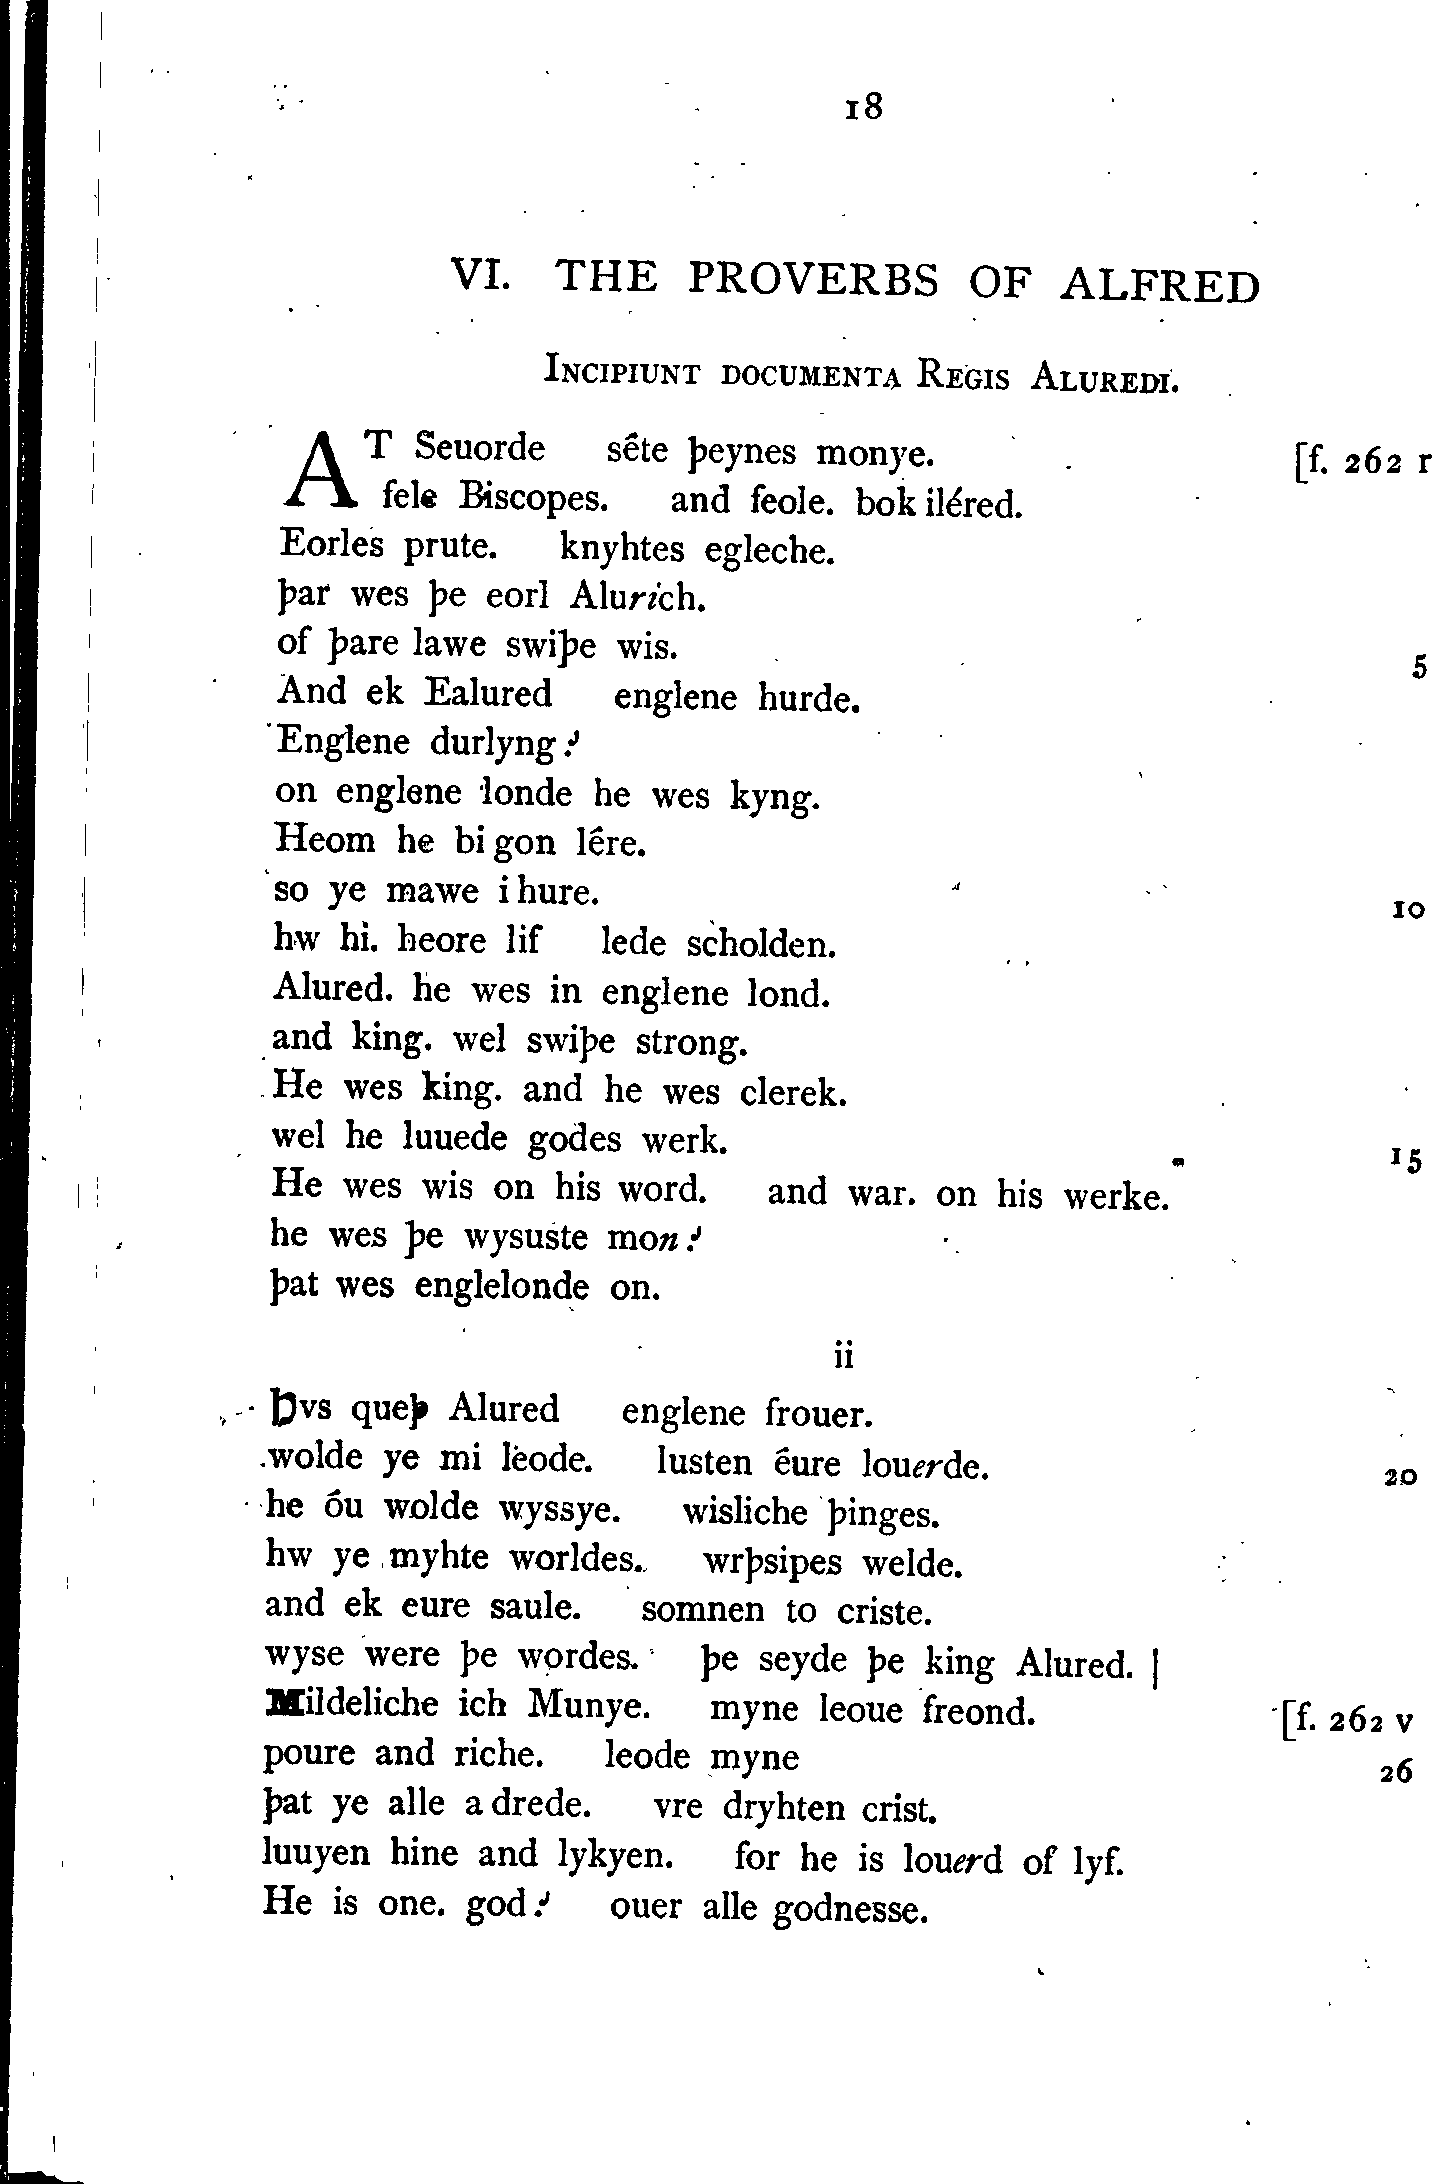 18
VI. THE PROVERBS OF ALFRED
INCIPIUNT DOCUMENTA REGIS ALUREDI.
AT Seuorde séte þeynes monye. [f. 262 r
fele Biscopes. and feole. bok iléred.
Eorles prute. knyhtes egleche.
þar wes þe eorl Alurich.
of þare lawe swiþe wis. 5
And ek Ealured englene hurde.
Englene durlyng ⁊
on englene londe he wes kyng.
Heom he bi gon lére.
so ye mawe i hure. 10
hw hi. heore lif lede scholden.
Alured. he wes in englene lond.
and king. wel swiþe strong.
He wes king. and he wes clerek.
wel he luuede godes werk. 15
He wes wis on his word. and war. on his werke.
he wes þe wysuste mon :'
þat wes englelonde on.
ii
Þvs queþ Alured englene frouer.
wolde ye mi leode. lusten éure louerde. 20
he óu wolde wyssye. wisliche þinges.
hw ye myhte worldes. wrþsipes welde.
and ek eure saule. somnen to criste.
wyse were þe wordes. þe seyde þe king Alured. |
Mildeliche ich Munye. myne leoue freond. [f. 262 v
poure and riche. leode myne 26
þat ye alle a drede. vre dryhten crist.
luuyen hine and lykyen. for he is louerd of lyf.
He is one. god :' ouer alle godnesse.